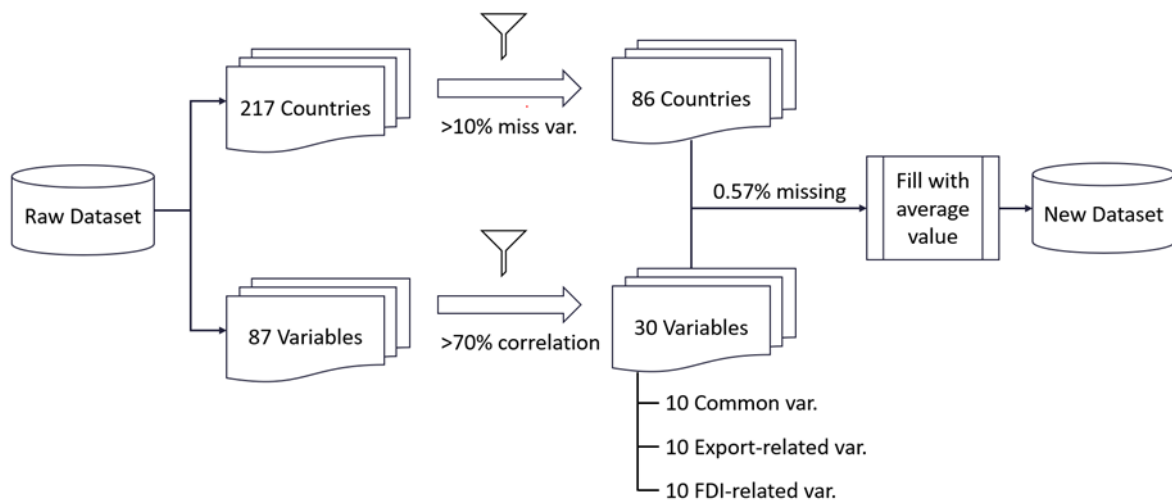 217 Countries
>10% miss var.
86 Countries
Raw Dataset
0.57% missing
Fill with
average
value
New Dataset
87 Variables
>70% correlation
30 Variables
10 Common var.
10 Export-related var.
10 FDI-related var.